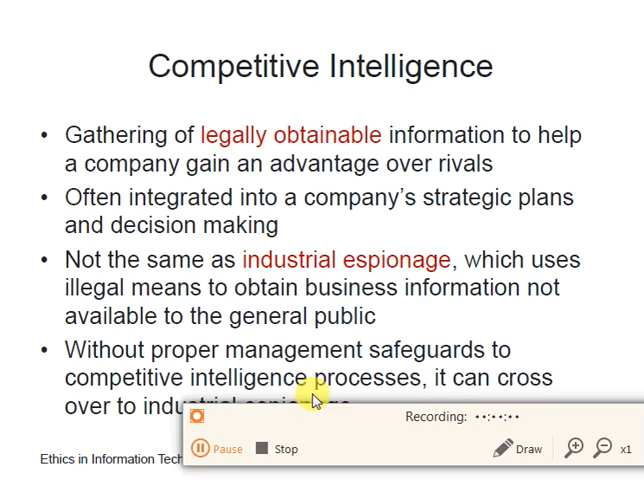 Competitive Intelligence
• Gathering of legally obtainable information to help
a company gain an advantage over rivals
• Often integrated into a company’s strategic plans
and decision making
• Not the same as industrial espionage, which uses
illegal means to obtain business information not
available to the general public
• Without proper management safeguards to
competitive intelligence processes, it can cross
over to industrial espionage
Recording: ••:••:••
Pause Stop Draw x1
Ethics in Information Tech